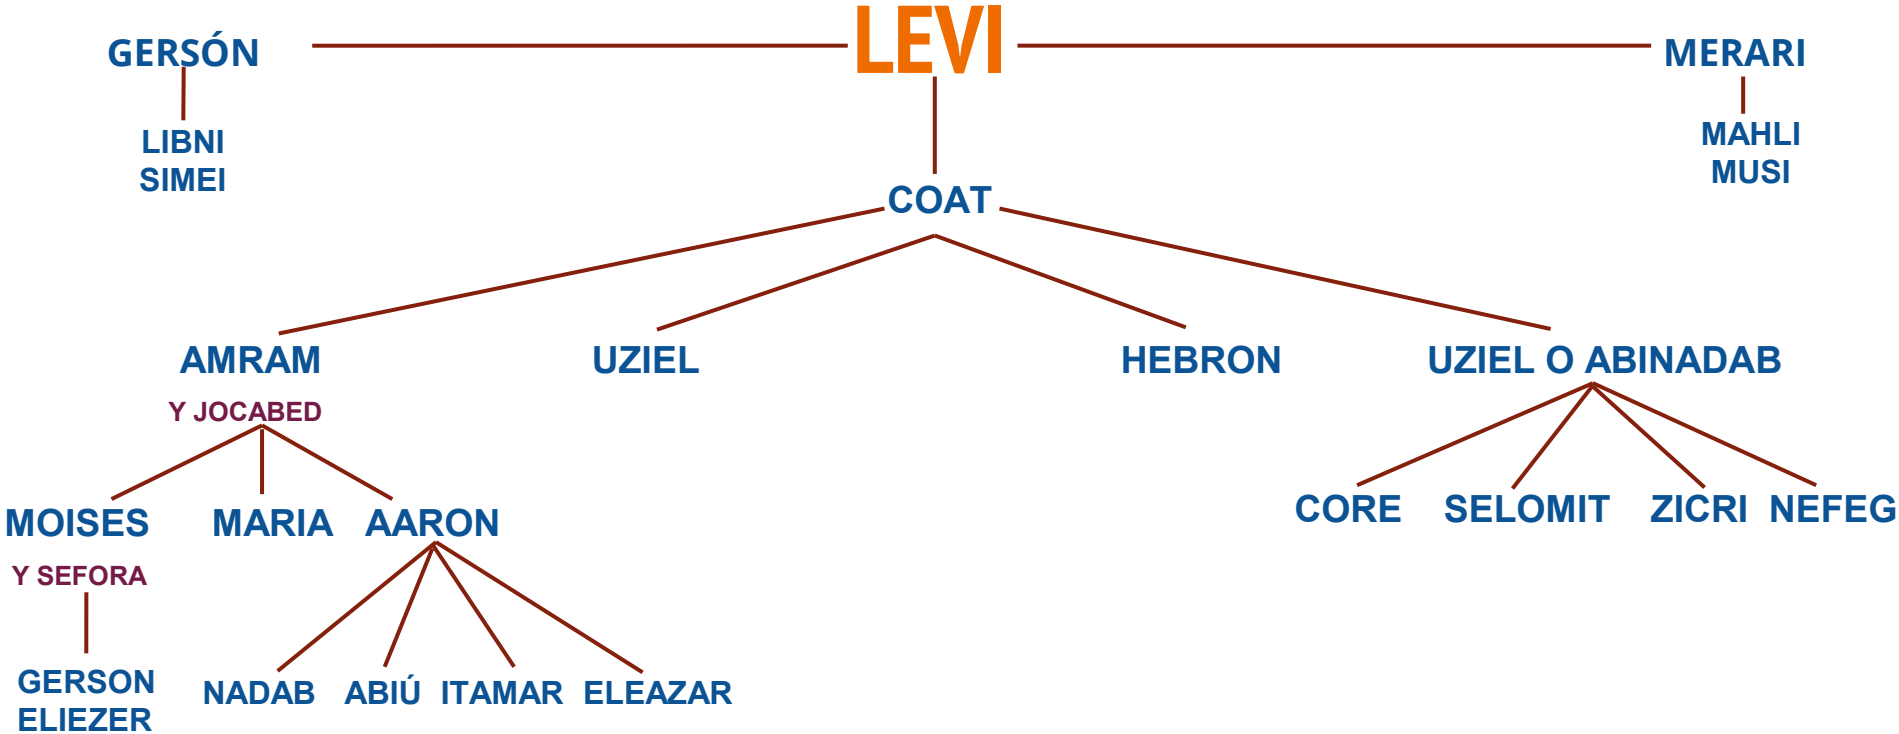 LEVI
GERSÓN
MERARI
LIBNI
SIMEI
MAHLI
MUSI
COAT
AMRAM
UZIEL
HEBRON
UZIEL O ABINADAB
Y JOCABED
MOISES
MARIA
AARON
CORE
SELOMIT
ZICRI
NEFEG
Y SEFORA
GERSON
ELIEZER
NADAB
ABIÚ
ITAMAR
ELEAZAR